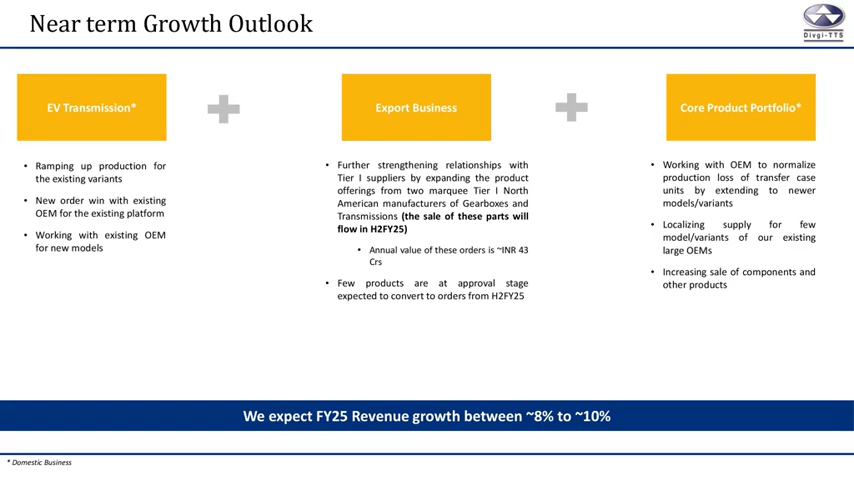 Near term Growth Outlook
Divgi-TTS
EV Transmission*
• Ramping up production for
the existing variants
• New order win with existing
OEM for the existing platform
• Working with existing OEM
for new models
Export Business
• Further strengthening relationships with
Tier I suppliers by expanding the product
offerings from two marquee Tier I North
American manufacturers of Gearboxes and
Transmissions (the sale of these parts will
flow in H2FY25)
• Annual value of these orders is ~INR 43
Crs
• Few products are at approval stage
expected to convert to orders from H2FY25
Core Product Portfolio*
• Working with OEM to normalize
production loss of transfer case
units by extending to newer
models/variants
• Localizing supply for few
model/variants of our existing
large OEMs
• Increasing sale of components and
other products
We expect FY25 Revenue growth between ~8% to ~10%
* Domestic Business